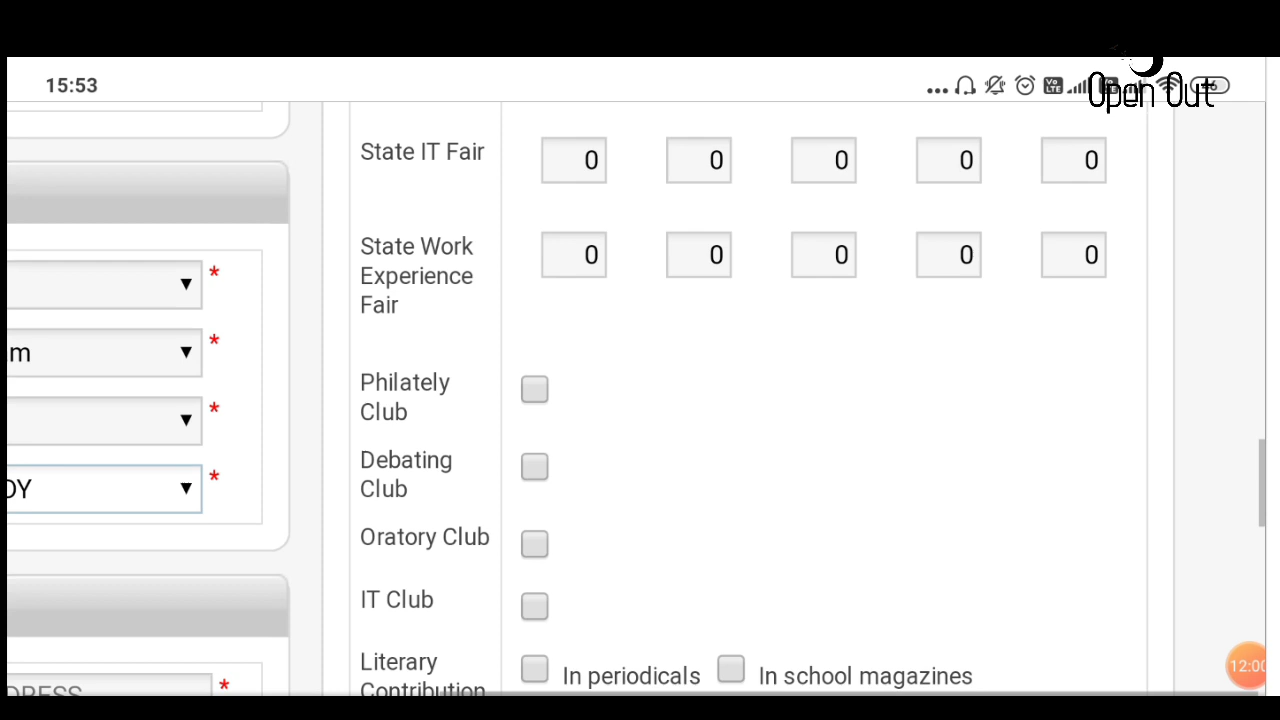 15:53
Open Out
State IT Fair
0 0 0 0 0
State Work
Experience
Fair
0 0 0 0 0
*
m *
*
DY *
Philately
Club
Debating
Club
Oratory Club
IT Club
Literary
Contribution
In periodicals
In school magazines
*
12:00